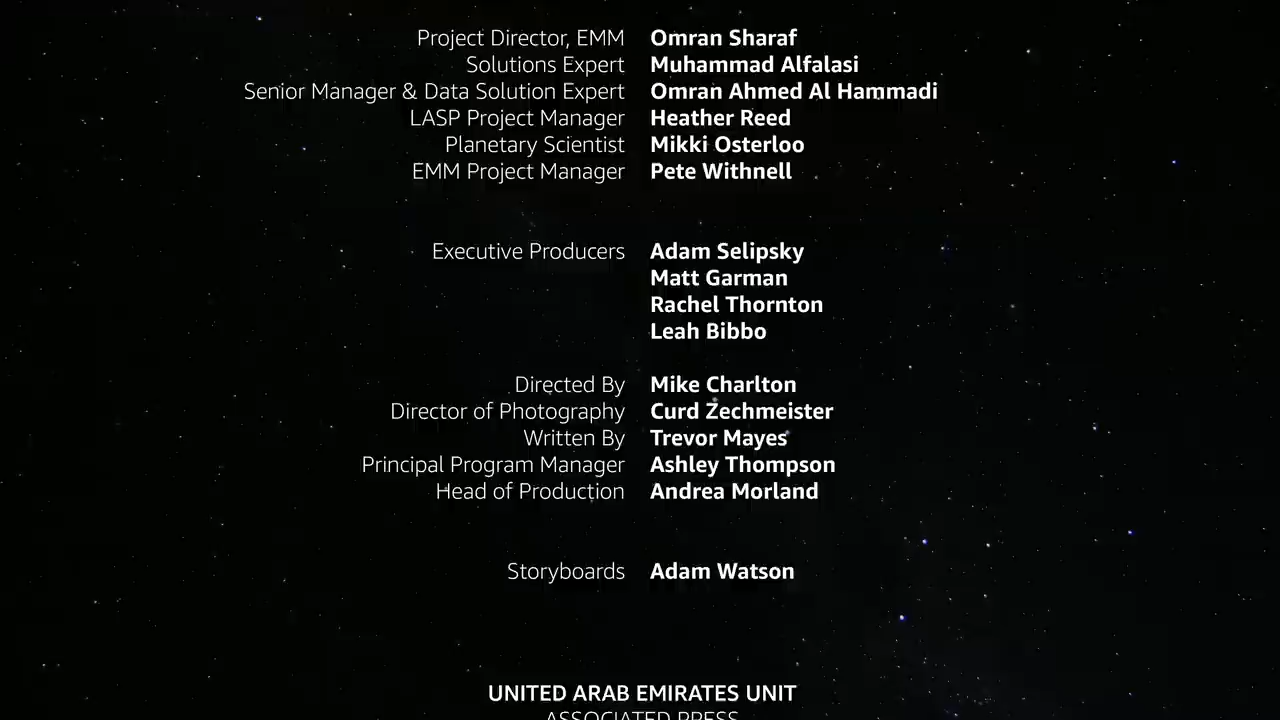 Project Director, EMM Omran Sharaf
Solutions Expert Muhammad Alfalasi
Senior Manager & Data Solution Expert Omran Ahmed Al Hammadi
LASP Project Manager Heather Reed
Planetary Scientist Mikki Osterloo
EMM Project Manager Pete Withnell
Executive Producers Adam Selipsky
Matt Garman
Rachel Thornton
Leah Bibbo
Directed By Mike Charlton
Director of Photography Curd Zechmeister
Written By Trevor Mayes
Principal Program Manager Ashley Thompson
Head of Production Andrea Morland
Storyboards Adam Watson
UNITED ARAB EMIRATES UNIT
ASSOCIATED PRESS